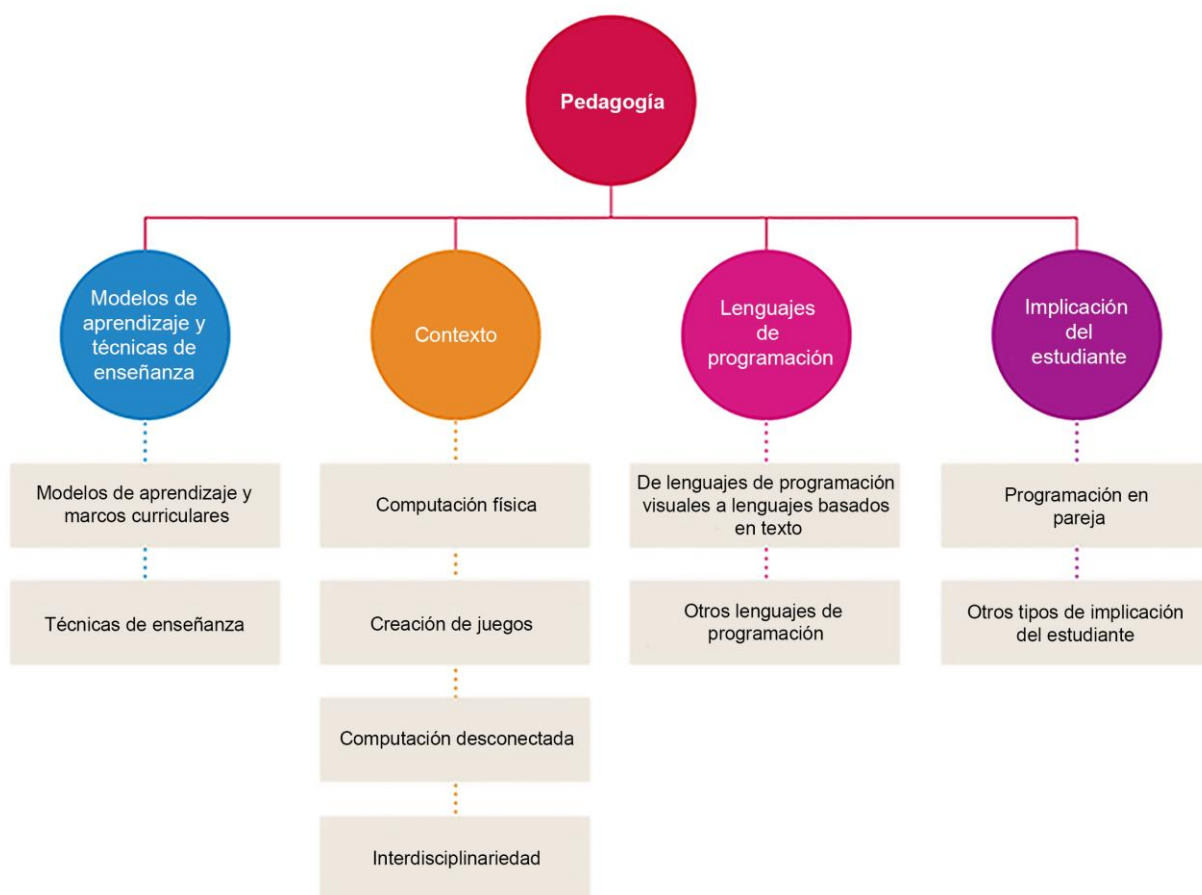 Pedagogía
Modelos de
aprendizaje y
técnicas de
enseñanza
Contexto
Lenguajes
de
programación
Implicación
del
estudiante
Modelos de aprendizaje y
marcos curriculares
Técnicas de enseñanza
Computación física
Creación de juegos
Computación desconectada
Interdisciplinariedad
De lenguajes de programación
visuales a lenguajes basados
en texto
Otros lenguajes de
programación
Programación en
pareja
Otros tipos de implicación
del estudiante